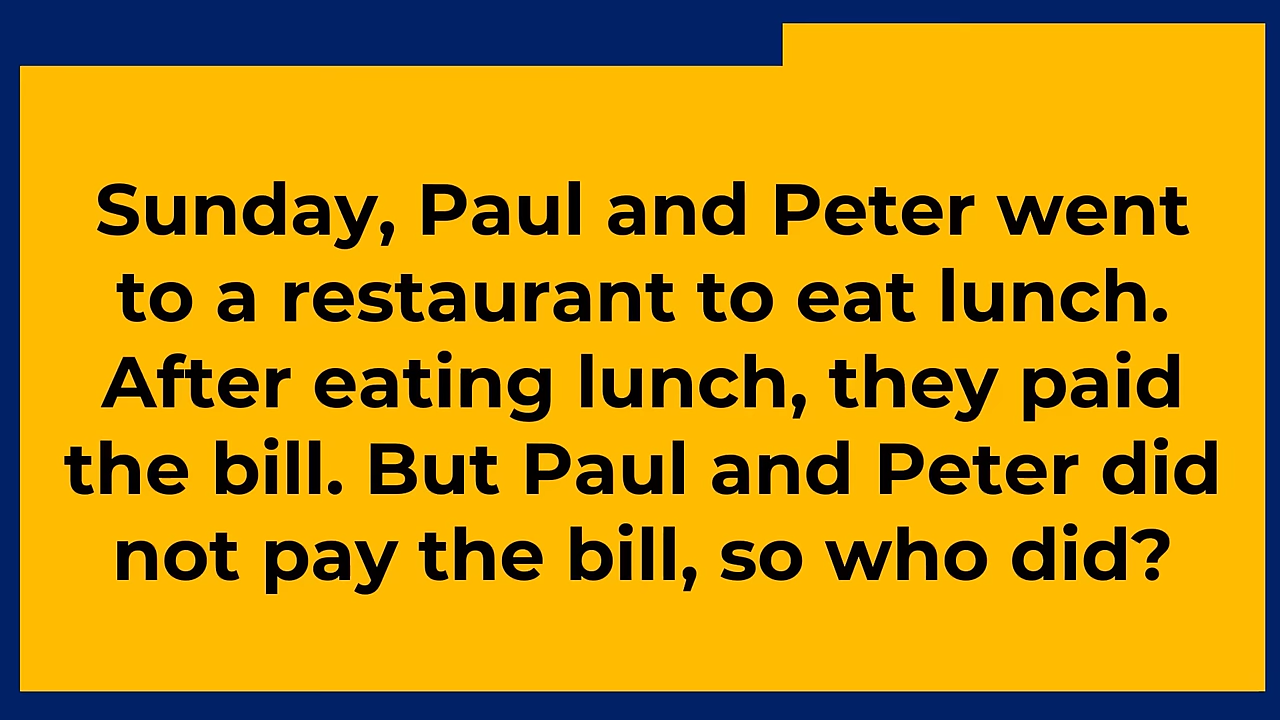 Sunday, Paul and Peter went
to a restaurant to eat lunch.
After eating lunch, they paid
the bill. But Paul and Peter did
not pay the bill, so who did?